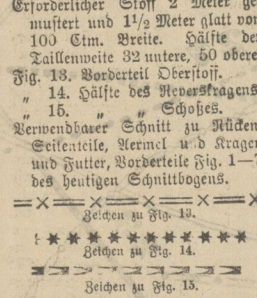 Erforderlicher Stoff 2 Meter ge
mustert und 1½ Meter glatt von
100 Ctm. Breite. Hälfte der
Taillenweite 32 untere, 50 obere
Fig. 13. Vorderteil Oberstoff.
„ 14. Hälfte des Reverskragens
„ 15. „ „ Schoßes.
Verwendbarer Schnitt zu Rücken
Seitenteile, Aermel u. d Kragen
und Futter, Vorderteile Fig. 1—7
des heutigen Schnittbogens.
Zeichen zu Fig. 13.
Zeichen zu Fig. 14.
Zeichen zu Fig. 15.